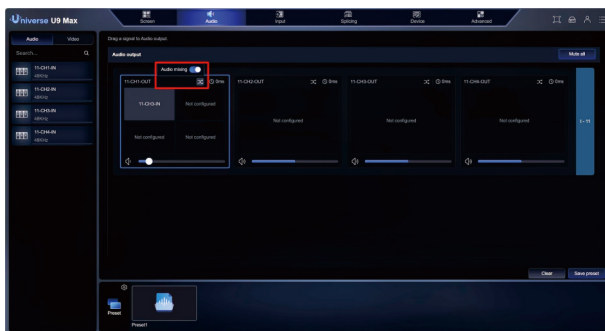 Universe U9 Max
Screen
Audio
Input
Splicing
Device
Advanced
Audio
Video
Search...
11-CH1-IN
48KHz
11-CH2-IN
48KHz
11-CH3-IN
48KHz
11-CH4-IN
48KHz
Drag a signal to Audio output.
Audio output
Mute all
Audio mixing
11-CH1-OUT
0ms
11-CH2-OUT
0ms
11-CH3-OUT
0ms
11-CH4-OUT
0ms
11-CH3-IN
Not configured
Not configured
Not configured
Not configured
Not configured
Not configured
Clear
Save preset
Preset
Preset1